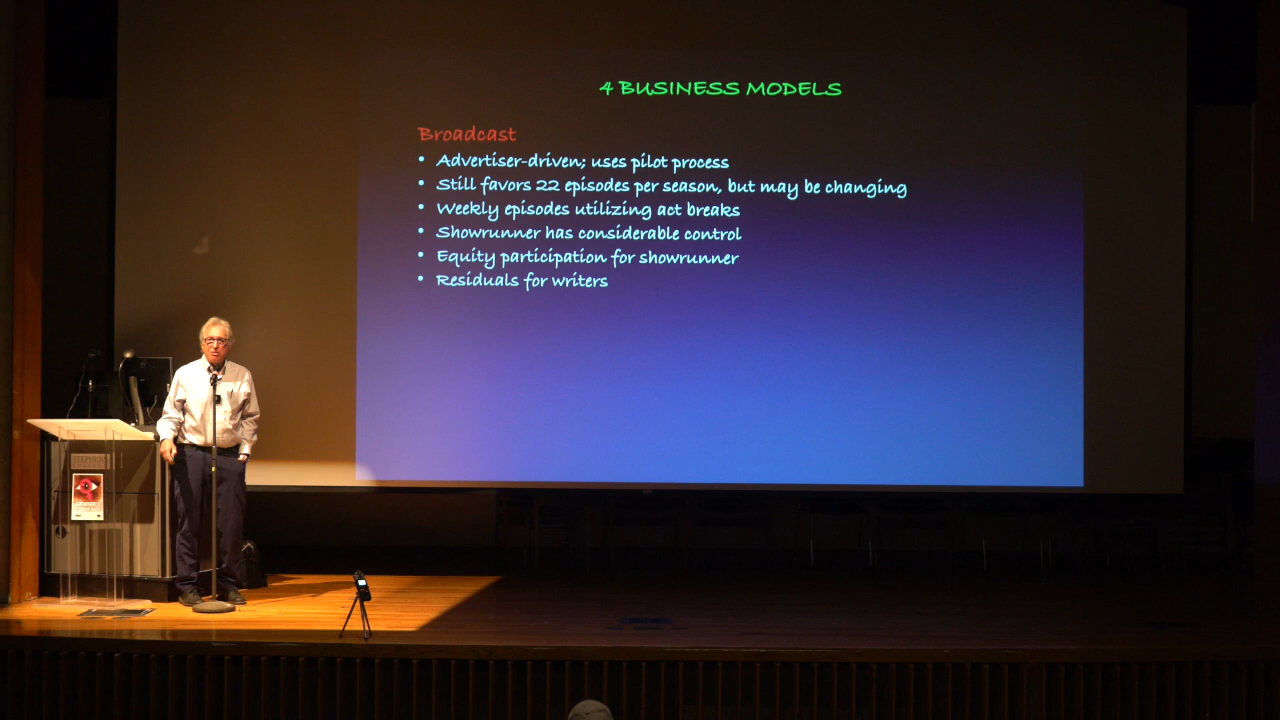 4 BUSINESS MODELS
Broadcast
• Advertiser-driven; uses pilot process
• Still favors 22 episodes per season, but may be changing
• Weekly episodes utilizing act breaks
• Showrunner has considerable control
• Equity participation for showrunner
• Residuals for writers
STEPHENS